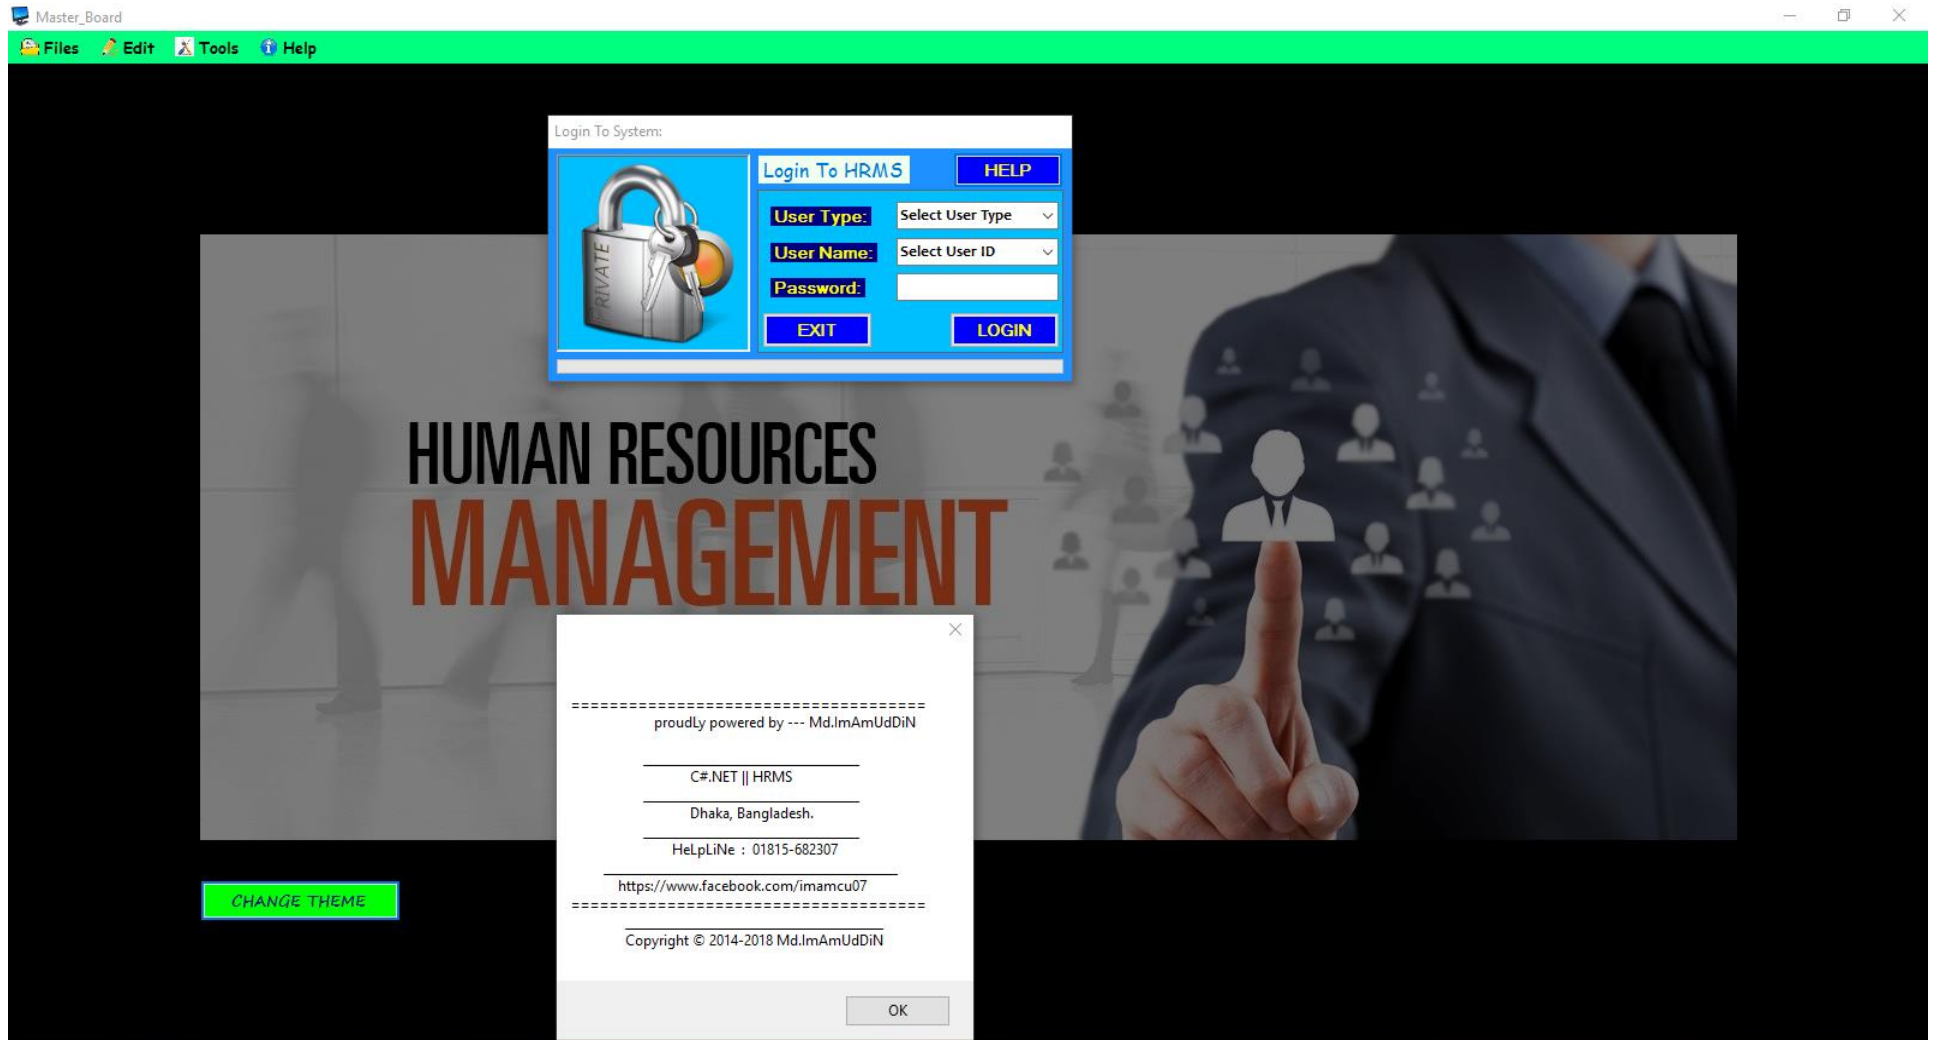 Master_Board
Files Edit Tools Help
Login To System:
Login To HRMS HELP
PRIVATE
User Type: Select User Type
User Name: Select User ID
Password:
EXIT LOGIN
HUMAN RESOURCES
MANAGEMENT
=====================================
proudLy powered by --- Md.ImAmUdDiN
C#.NET || HRMS
Dhaka, Bangladesh.
HeLpLiNe : 01815-682307
https://www.facebook.com/imamcu07
=====================================
Copyright © 2014-2018 Md.ImAmUdDiN
OK
CHANGE THEME